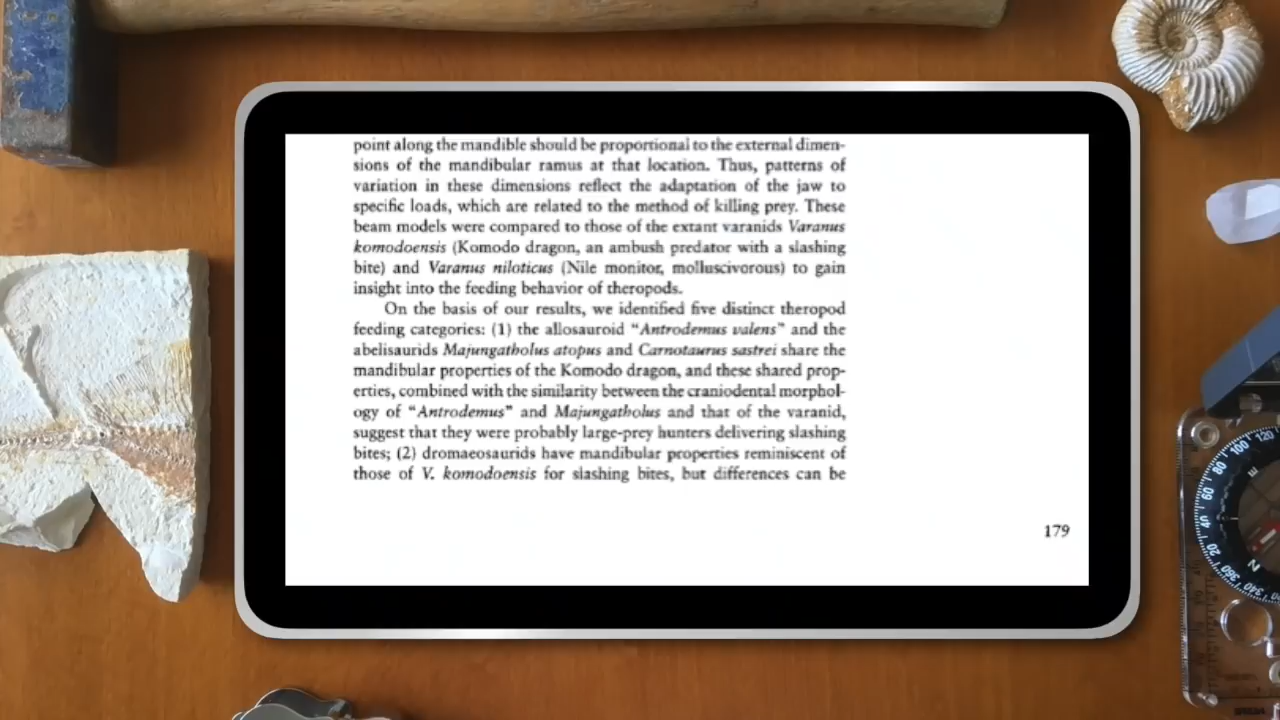 point along the mandible should be proportional to the external dimen-
sions of the mandibular ramus at that location. Thus, patterns of
variation in these dimensions reflect the adaptation of the jaw to
specific loads, which are related to the method of killing prey. These
beam models were compared to those of the extant varanids Varanus
komodoensis (Komodo dragon, an ambush predator with a slashing
bite) and Varanus niloticus (Nile monitor, molluscivorous) to gain
insight into the feeding behavior of theropods.
On the basis of our results, we identified five distinct theropod
feeding categories: (1) the allosauroid "Antrodemus valens" and the
abelisaurids Majungatholus atopus and Carnotaurus sastrei share the
mandibular properties of the Komodo dragon, and these shared prop-
erties, combined with the similarity between the craniodental morphol-
ogy of "Antrodemus" and Majungatholus and that of the varanid,
suggest that they were probably large-prey hunters delivering slashing
bites; (2) dromaeosaurids have mandibular properties reminiscent of
those of V. komodoensis for slashing bites, but differences can be
179
120
100
80
60
40
20
360
E
N